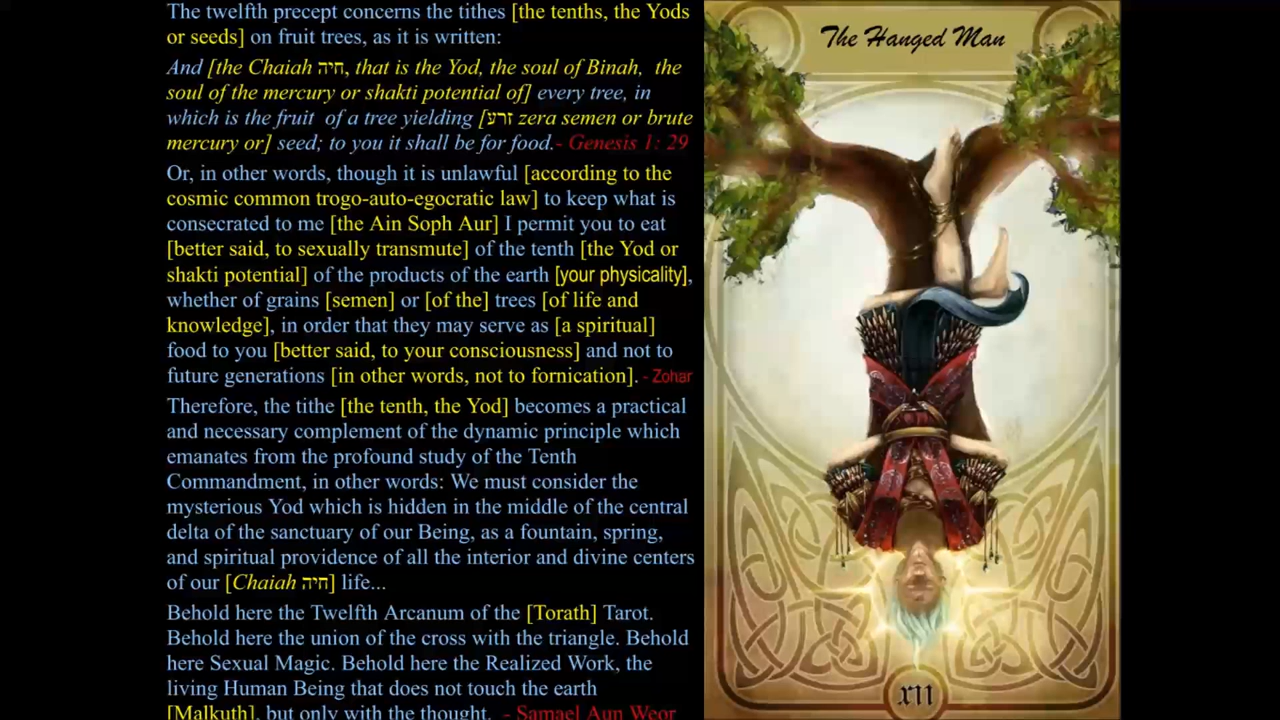 The twelfth precept concerns the tithes [the tenths, the Yods
or seeds] on fruit trees, as it is written:
And [the Chaiah חיה, that is the Yod, the soul of Binah, the
soul of the mercury or shakti potential of] every tree, in
which is the fruit of a tree yielding [זרע zera semen or brute
mercury or] seed; to you it shall be for food.- Genesis 1: 29
Or, in other words, though it is unlawful [according to the
cosmic common trogo-auto-egocratic law] to keep what is
consecrated to me [the Ain Soph Aur] I permit you to eat
[better said, to sexually transmute] of the tenth [the Yod or
shakti potential] of the products of the earth [your physicality],
whether of grains [semen] or [of the] trees [of life and
knowledge], in order that they may serve as [a spiritual]
food to you [better said, to your consciousness] and not to
future generations [in other words, not to fornication]. - Zohar
Therefore, the tithe [the tenth, the Yod] becomes a practical
and necessary complement of the dynamic principle which
emanates from the profound study of the Tenth
Commandment, in other words: We must consider the
mysterious Yod which is hidden in the middle of the central
delta of the sanctuary of our Being, as a fountain, spring,
and spiritual providence of all the interior and divine centers
of our [Chaiah חיה] life...
Behold here the Twelfth Arcanum of the [Torath] Tarot.
Behold here the union of the cross with the triangle. Behold
here Sexual Magic. Behold here the Realized Work, the
living Human Being that does not touch the earth
[Malkuth], but only with the thought. - Samael Aun Weor
The Hanged Man
XII